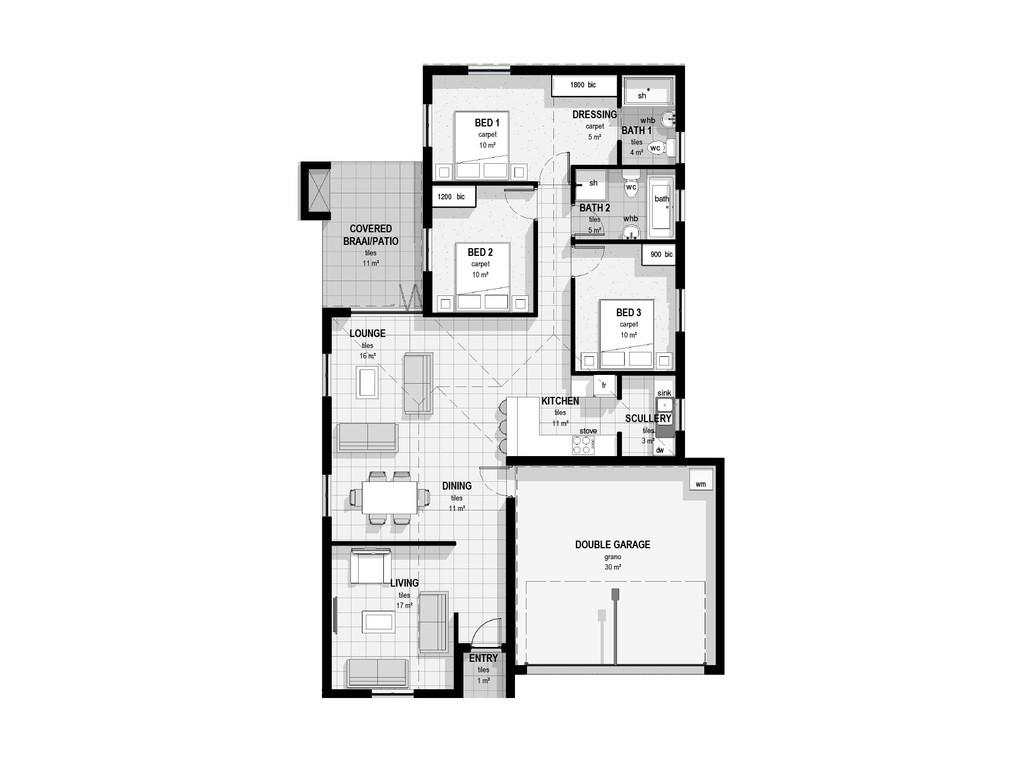 1800 bic
sh
BED 1
carpet
10 m²
DRESSING
carpet
5 m²
whb
BATH 1
tiles
4 m²
wc
1200 bic
sh
wc
bath
BATH 2
tiles
5 m²
whb
COVERED
BRAAI/PATIO
tiles
11 m²
BED 2
carpet
10 m²
900 bic
BED 3
carpet
10 m²
LOUNGE
tiles
16 m²
fr
sink
KITCHEN
tiles
11 m²
stove
SCULLERY
tiles
3 m²
dw
DINING
tiles
11 m²
wm
DOUBLE GARAGE
grano
30 m²
LIVING
tiles
17 m²
ENTRY
tiles
1 m²